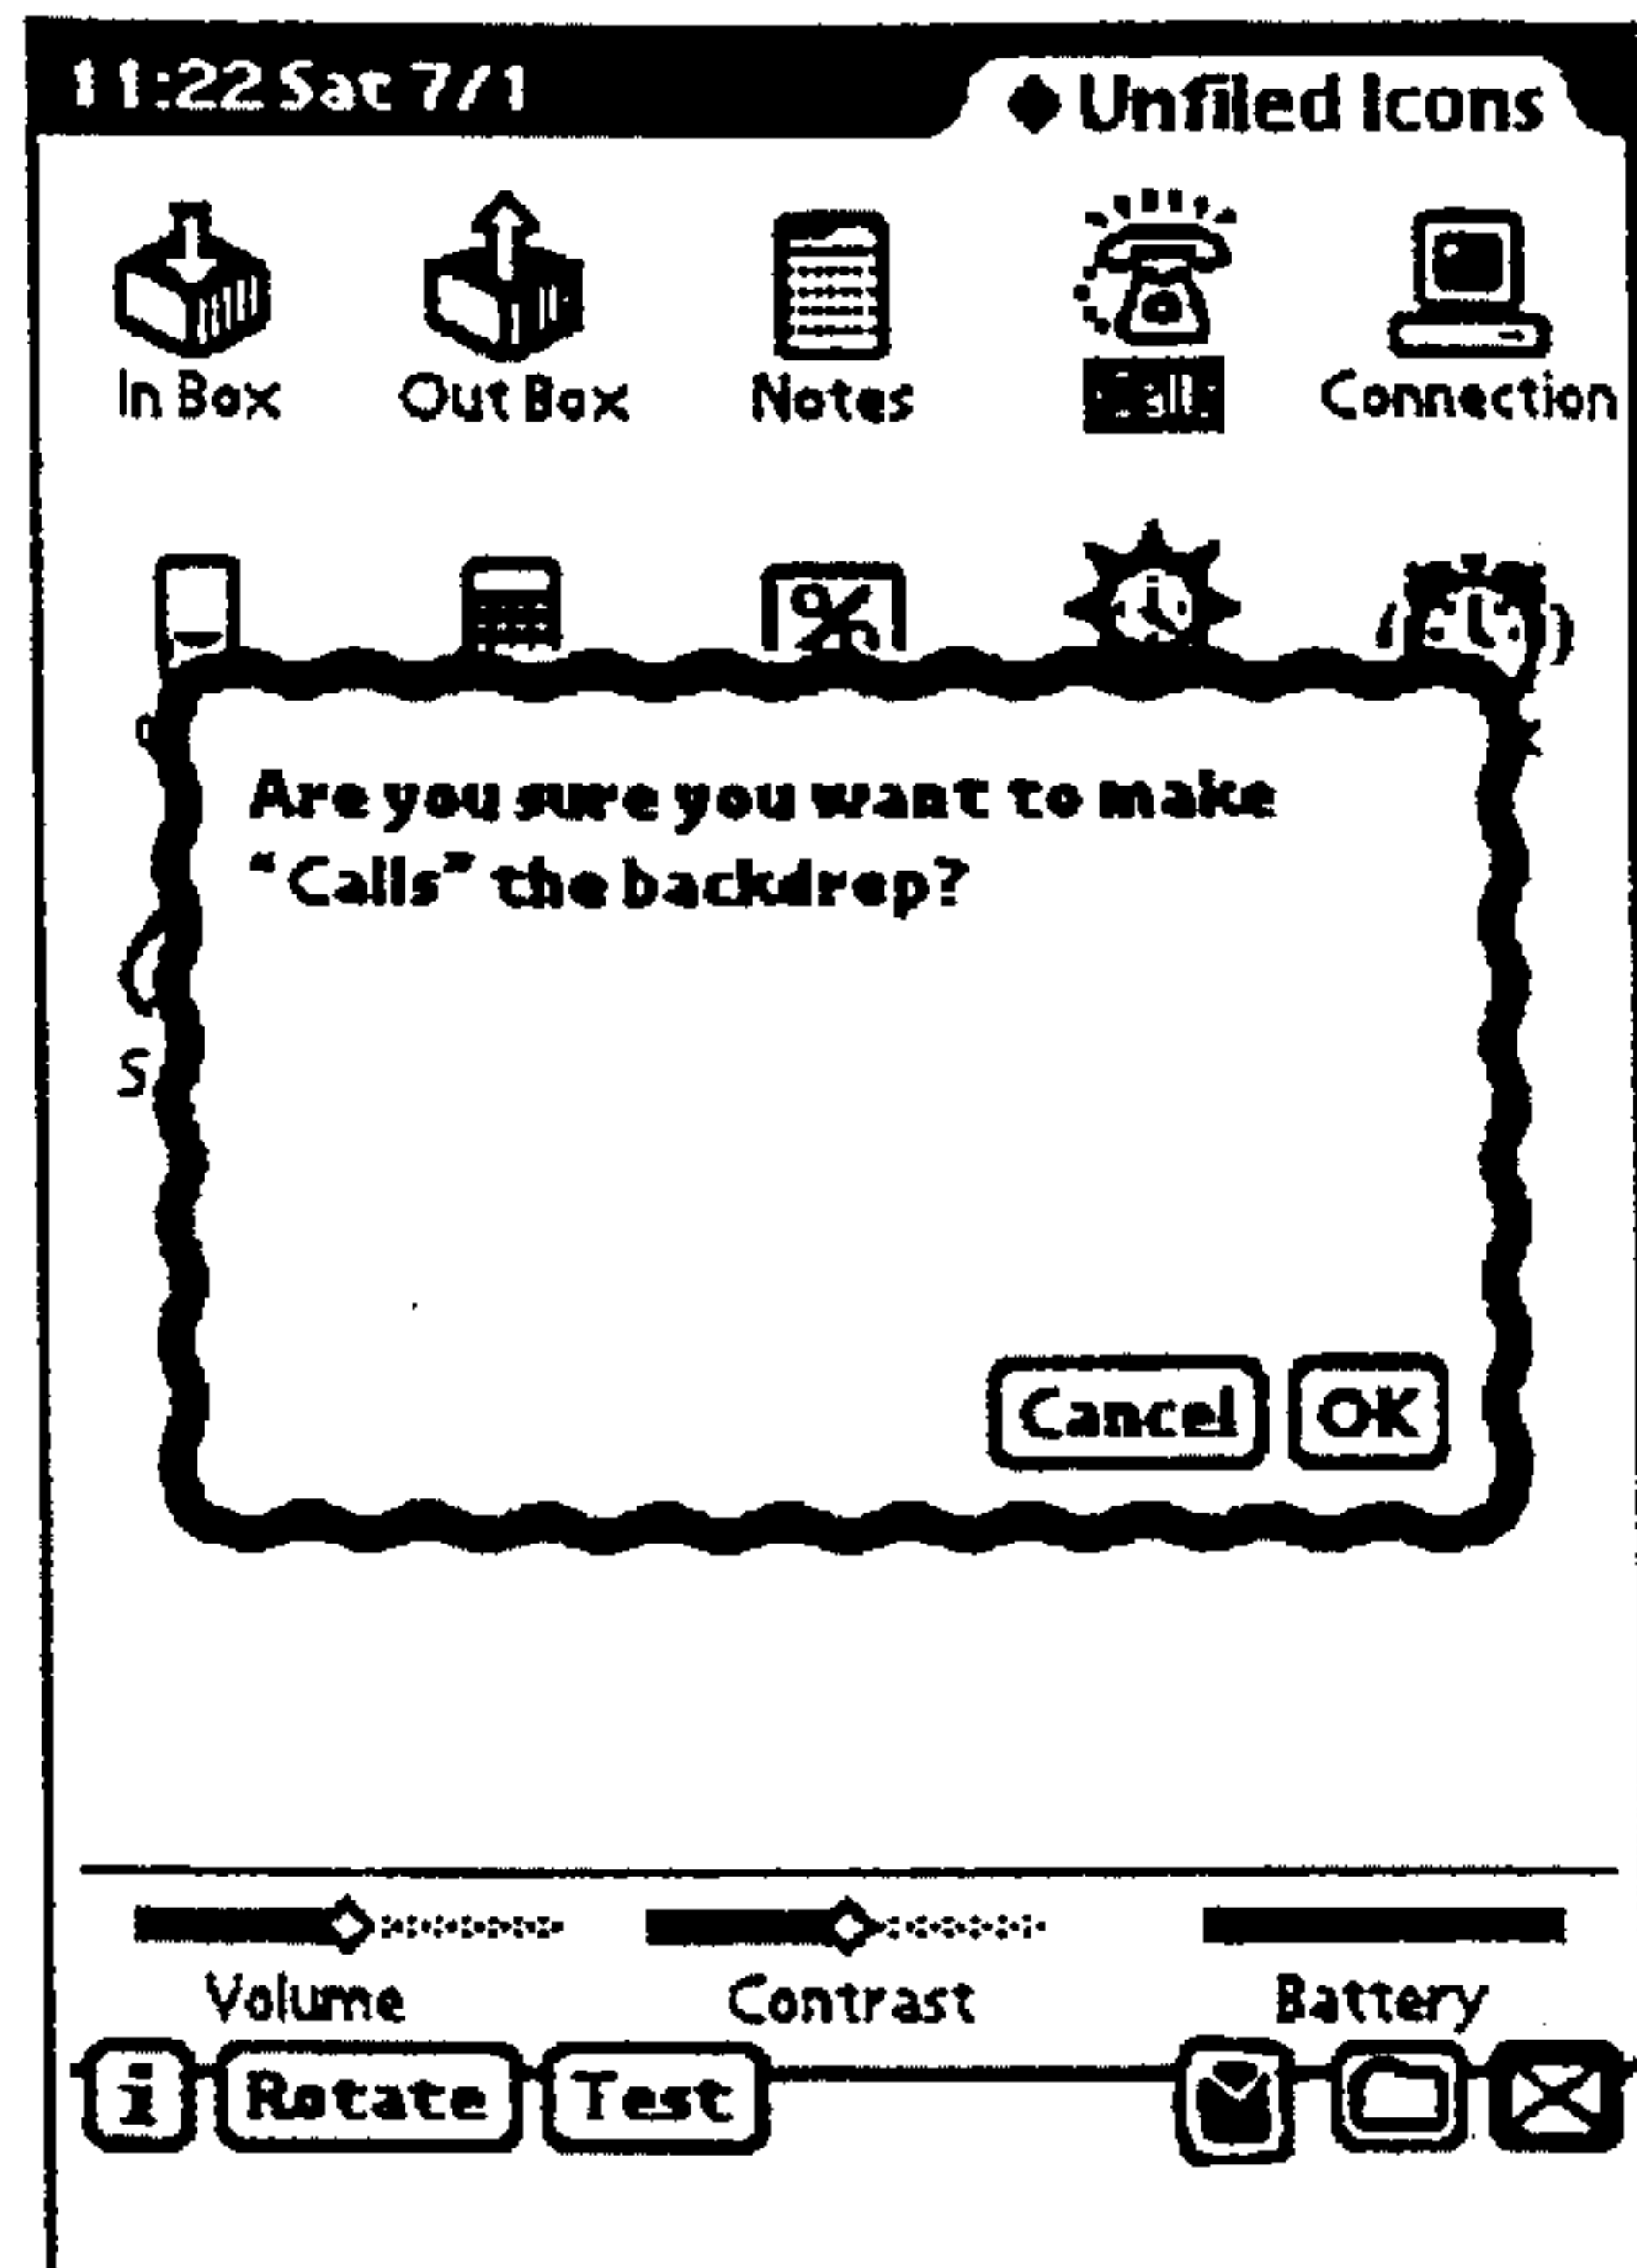 11:22 Sat 7/1
◆ Unfiled Icons
In Box
Out Box
Notes
Calls
Connection
Are you sure you want to make
“Calls” the backdrop?
Cancel
OK
Volume
Contrast
Battery
i
Rotate
Test